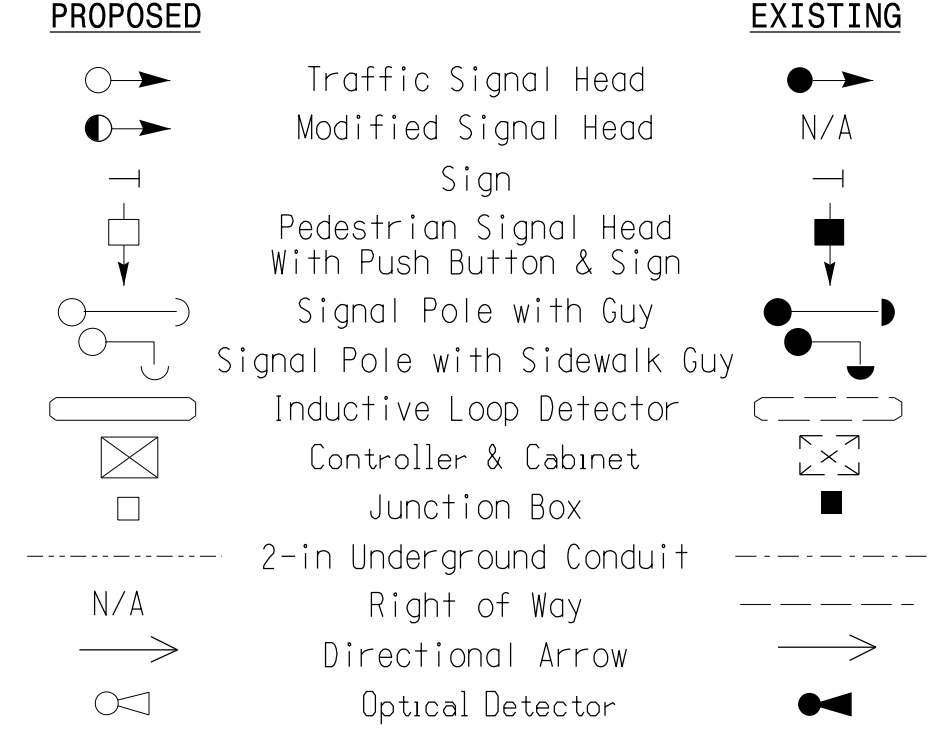 PROPOSED EXISTING
Traffic Signal Head
Modified Signal Head N/A
Sign
Pedestrian Signal Head
With Push Button & Sign
Signal Pole with Guy
Signal Pole with Sidewalk Guy
Inductive Loop Detector
Controller & Cabinet
Junction Box
2-in Underground Conduit
N/A Right of Way
Directional Arrow
Optical Detector